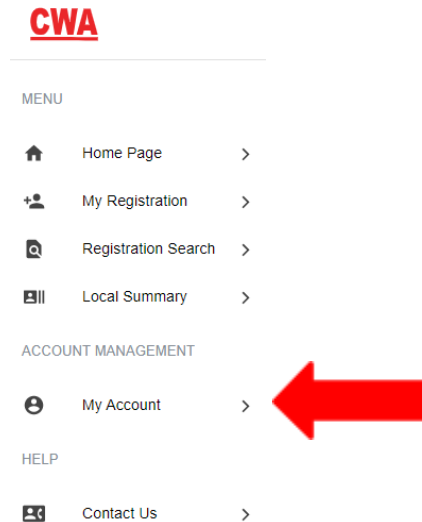 CWA
MENU
Home Page
My Registration
Registration Search
Local Summary
ACCOUNT MANAGEMENT
My Account
HELP
Contact Us